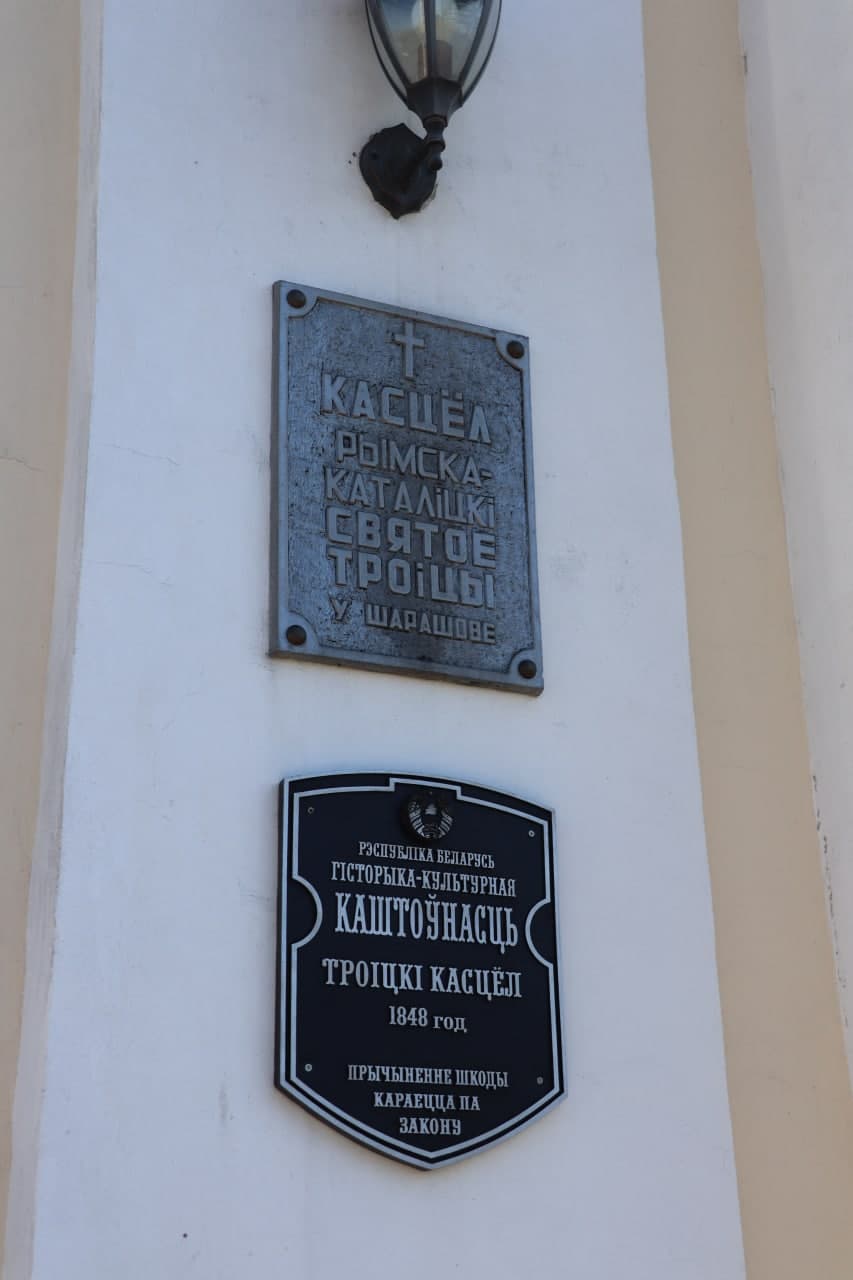 КАСЦЁЛ
РЫМСКА-
КАТАЛІЦКІ
СВЯТОЕ
ТРОІЦЫ
У ШАРАШОВЕ
РЭСПУБЛІКА БЕЛАРУСЬ
ГІСТОРЫКА-КУЛЬТУРНАЯ
КАШТОЎНАСЦЬ
ТРОІЦКІ КАСЦЁЛ
1848 год
ПРЫЧЫНЕННЕ ШКОДЫ
КАРАЕЦЦА ПА
ЗАКОНУ